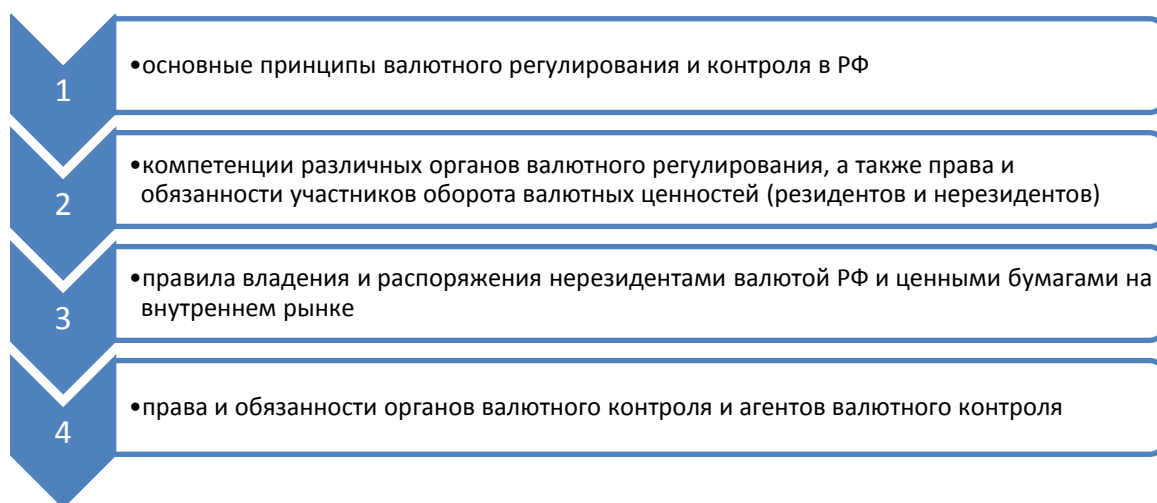 1
•основные принципы валютного регулирования и контроля в РФ
2
•компетенции различных органов валютного регулирования, а также права и
обязанности участников оборота валютных ценностей (резидентов и нерезидентов)
3
•правила владения и распоряжения нерезидентами валютой РФ и ценными бумагами на
внутреннем рынке
4
•права и обязанности органов валютного контроля и агентов валютного контроля